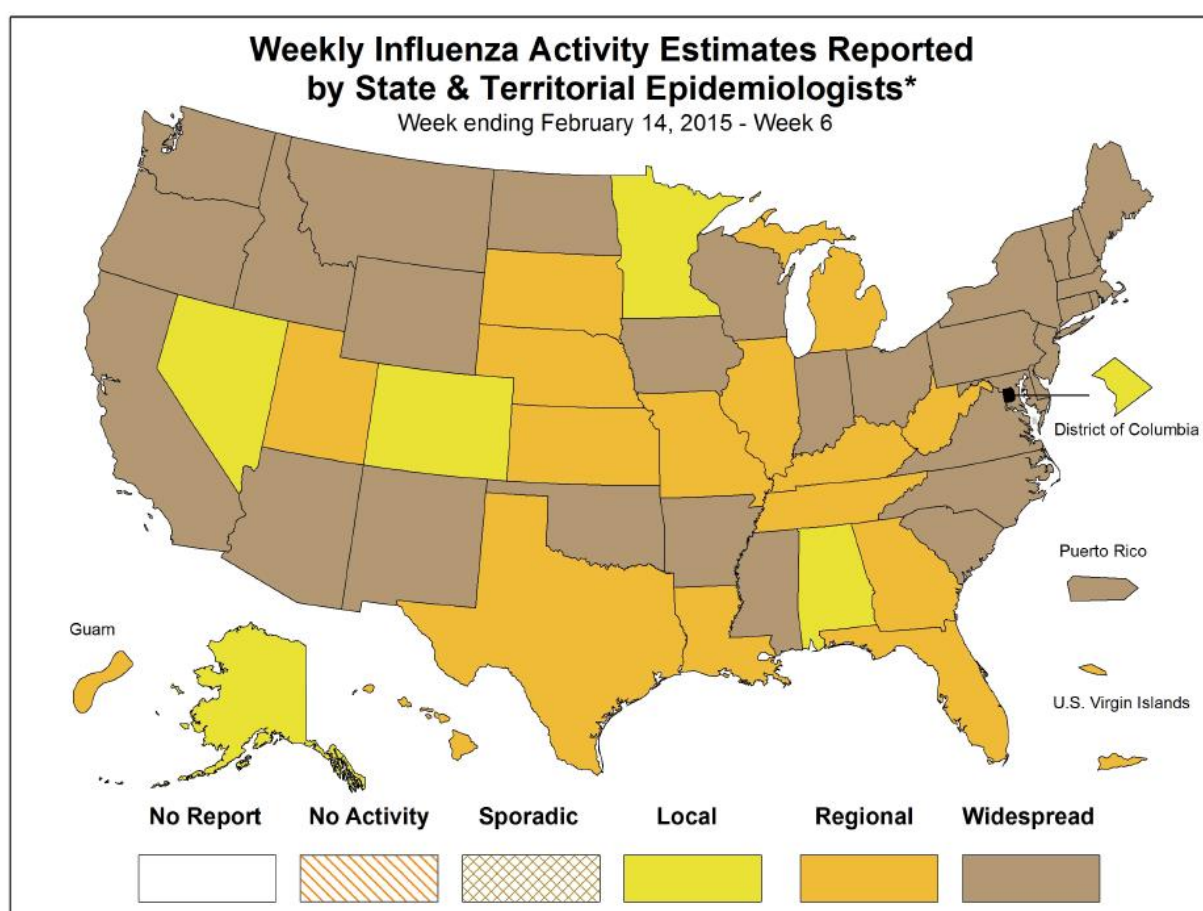 Weekly Influenza Activity Estimates Reported
by State & Territorial Epidemiologists*
Week ending February 14, 2015 - Week 6
District of Columbia
Puerto Rico
Guam
U.S. Virgin Islands
No Report No Activity Sporadic Local Regional Widespread